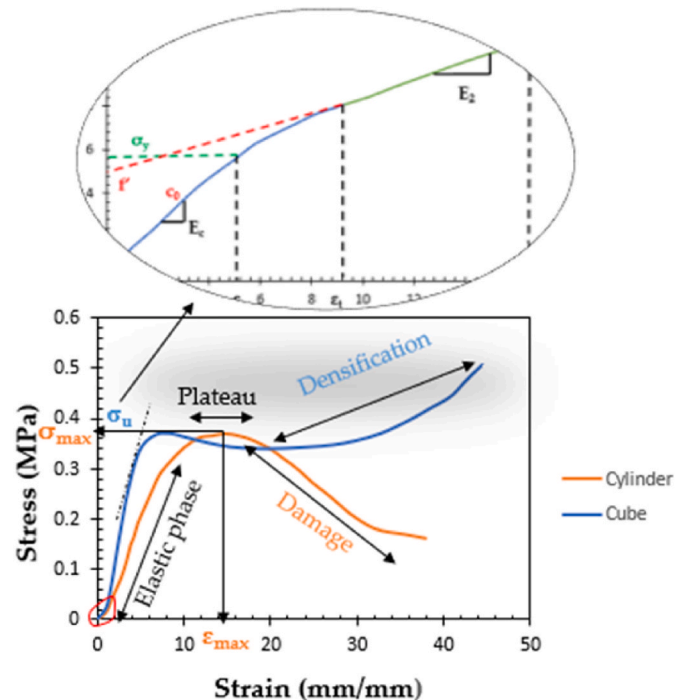 E₂
σy
6
f'
c₀
4
Ec
6
8
εt
10
12
0.6
0.5
0.4
0.3
0.2
0.1
0
Densification
Plateau
σu
σmax
Elastic phase
Damage
εmax
Stress (MPa)
Cylinder
Cube
0 10 20 30 40 50
Strain (mm/mm)